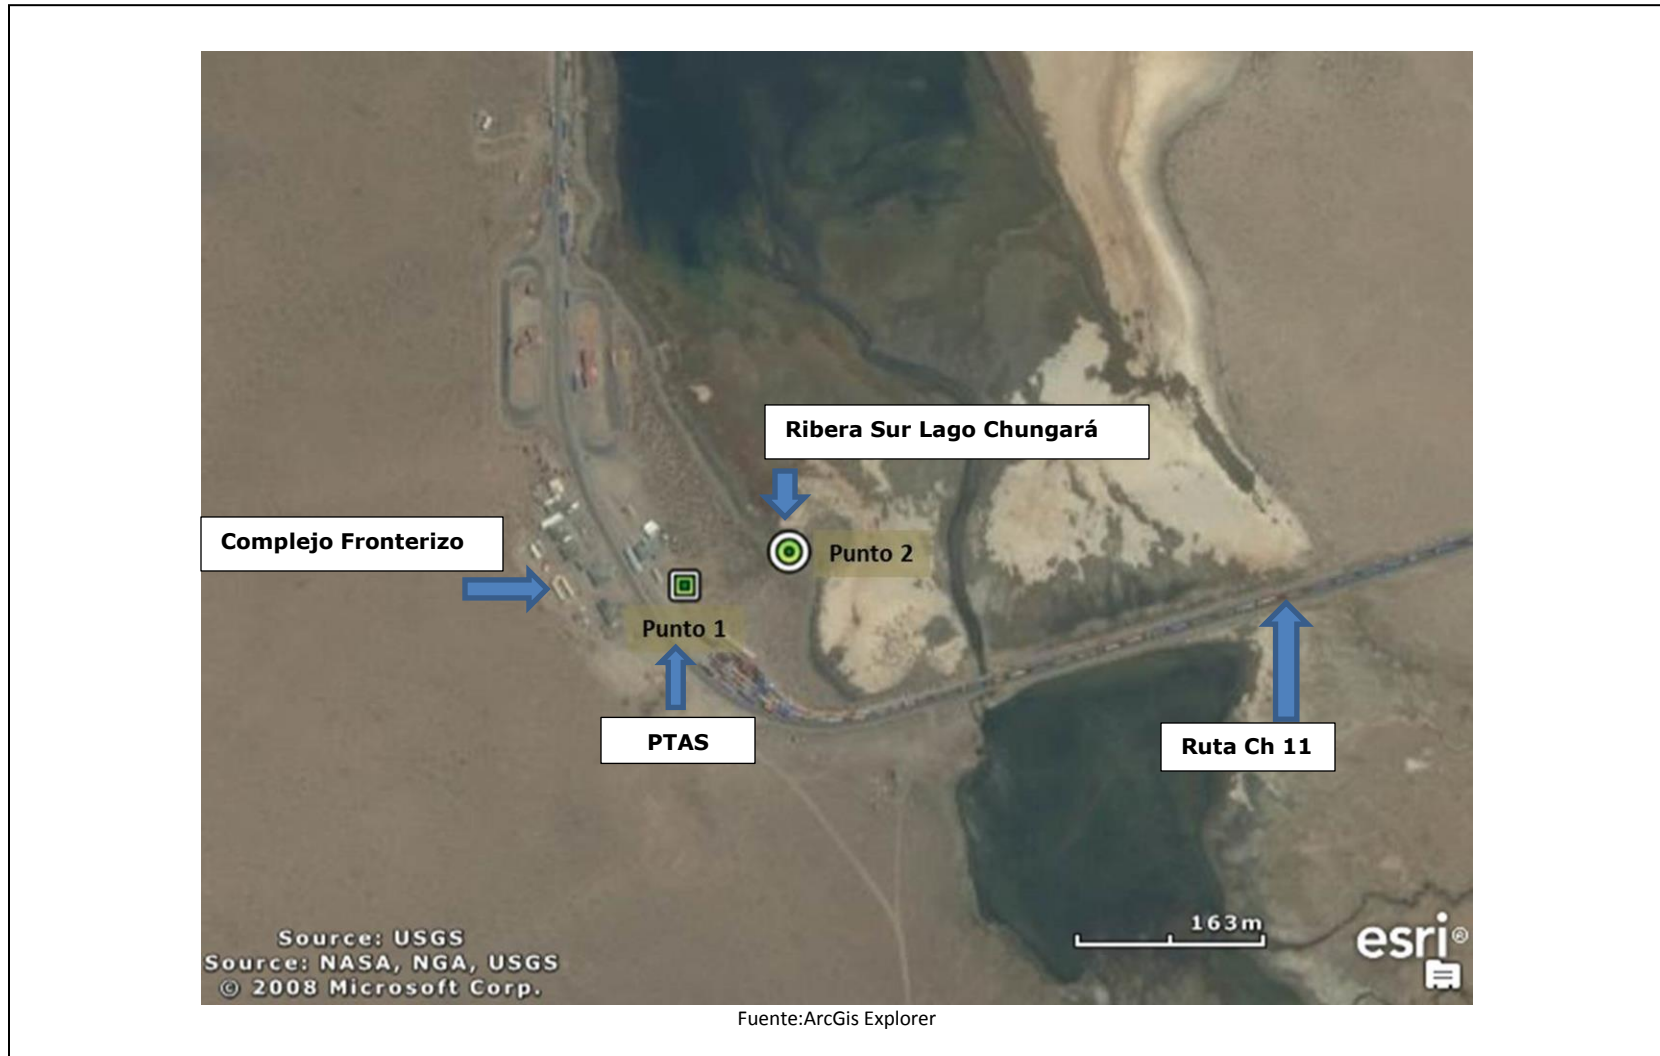 Ribera Sur Lago Chungará
Complejo Fronterizo
Punto 2
Punto 1
PTAS
Ruta Ch 11
163m
Source: USGS
Source: NASA, NGA, USGS
© 2008 Microsoft Corp.
esri®
Fuente:ArcGis Explorer